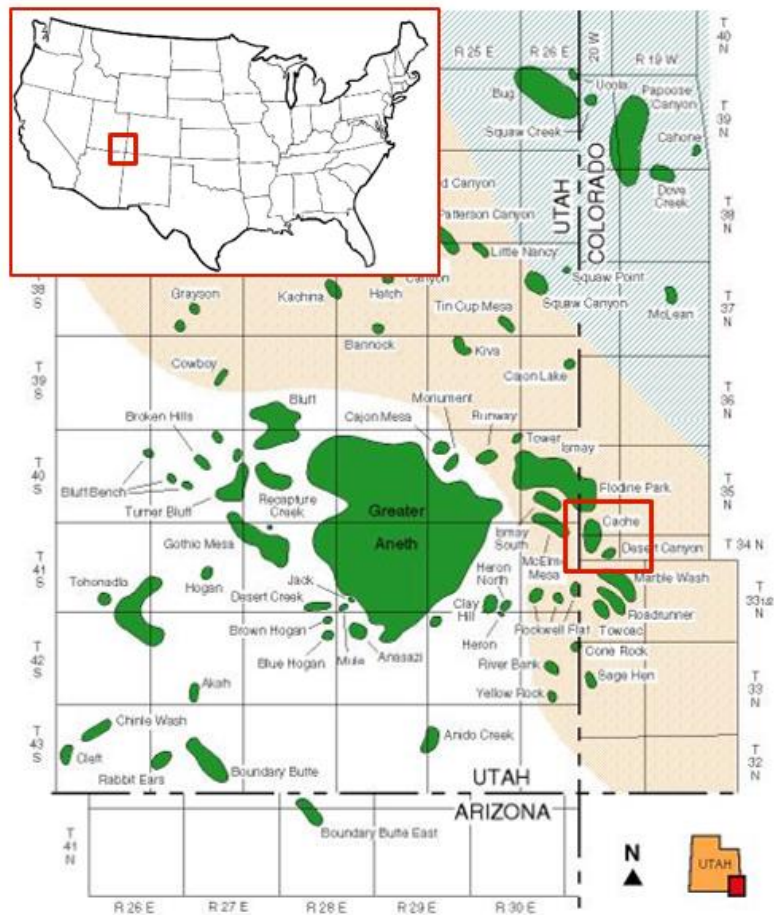 R 25 E
R 26 E
20 W
R 19 W
T
40
N
Bug
Uoola
Papoose
Canyon
T
39
N
Squaw Creek
Cahone
UTAH
COLORADO
Dove
Creek
d Canyon
Patterson Canyon
T
38
N
Little Nancy
Canyon
Squaw Point
T
38
S
Grayson
Kachina
Hatch
Squaw Canyon
McLean
T
37
N
Tin Cup Mesa
Bannock
Kiva
T
39
S
Cowboy
Cajon Lake
T
36
N
Bluff
Monument
Broken Hills
Cajon Mesa
Runway
Tower
Ismay
T
40
S
Bluff Bench
Flodine Park
T
35
N
Turner Bluff
Recapture
Creek
Greater
Aneth
Ismay
South
Cache
Gothic Mesa
Desert Canyon
T 34 N
T
41
S
McElmo
Mesa
Tohonadla
Hogan
Jack
Heron
North
Marble Wash
Desert Creek
Clay
Hill
T
33 1/2
N
Roadrunner
Brown Hogan
Heron
Rockwell Flat
Towoac
T
42
S
Blue Hogan
Mule
Anasazi
Cone Rock
River Bank
Sage Hen
T
33
N
Akah
Yellow Rock
Chinle Wash
T
43
S
Anido Creek
T
32
N
Cleft
Rabbit Ears
Boundary Butte
UTAH
ARIZONA
T
41
N
Boundary Butte East
N
UTAH
R 26 E
R 27 E
R 28 E
R 29 E
R 30 E